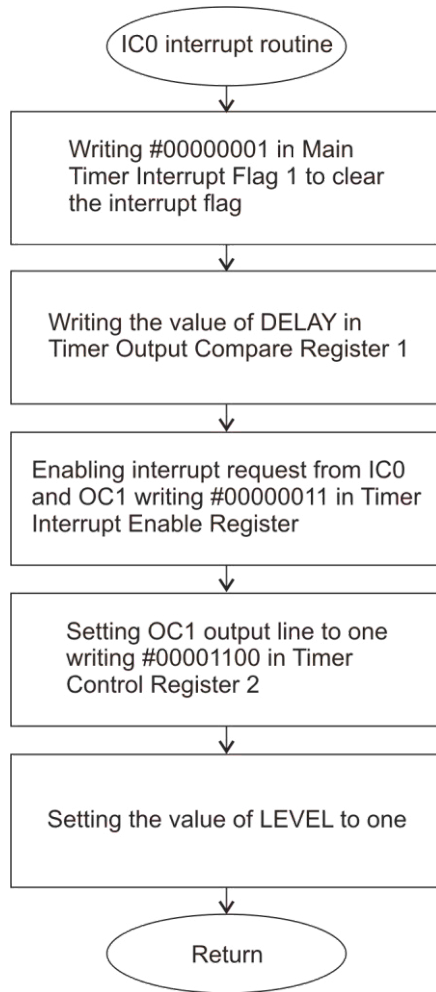 IC0 interrupt routine
Writing #00000001 in Main
Timer Interrupt Flag 1 to clear
the interrupt flag
Writing the value of DELAY in
Timer Output Compare Register 1
Enabling interrupt request from IC0
and OC1 writing #00000011 in Timer
Interrupt Enable Register
Setting OC1 output line to one
writing #00001100 in Timer
Control Register 2
Setting the value of LEVEL to one
Return